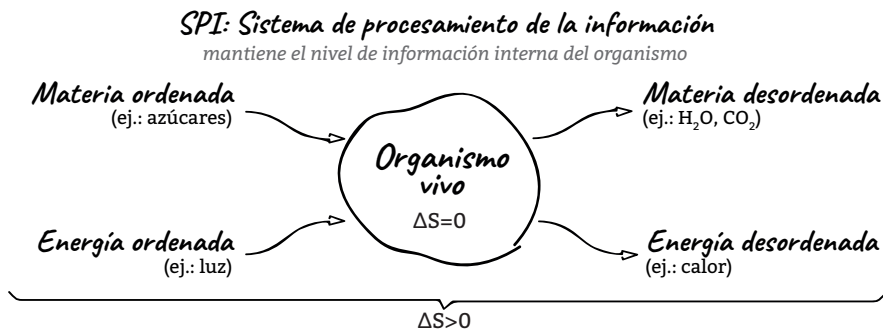 SPI: Sistema de procesamiento de la información
mantiene el nivel de información interna del organismo
Materia ordenada
(ej.: azúcares)
Materia desordenada
(ej.: H₂O, CO₂)
Organismo
vivo
ΔS=0
Energía ordenada
(ej.: luz)
Energía desordenada
(ej.: calor)
ΔS>0